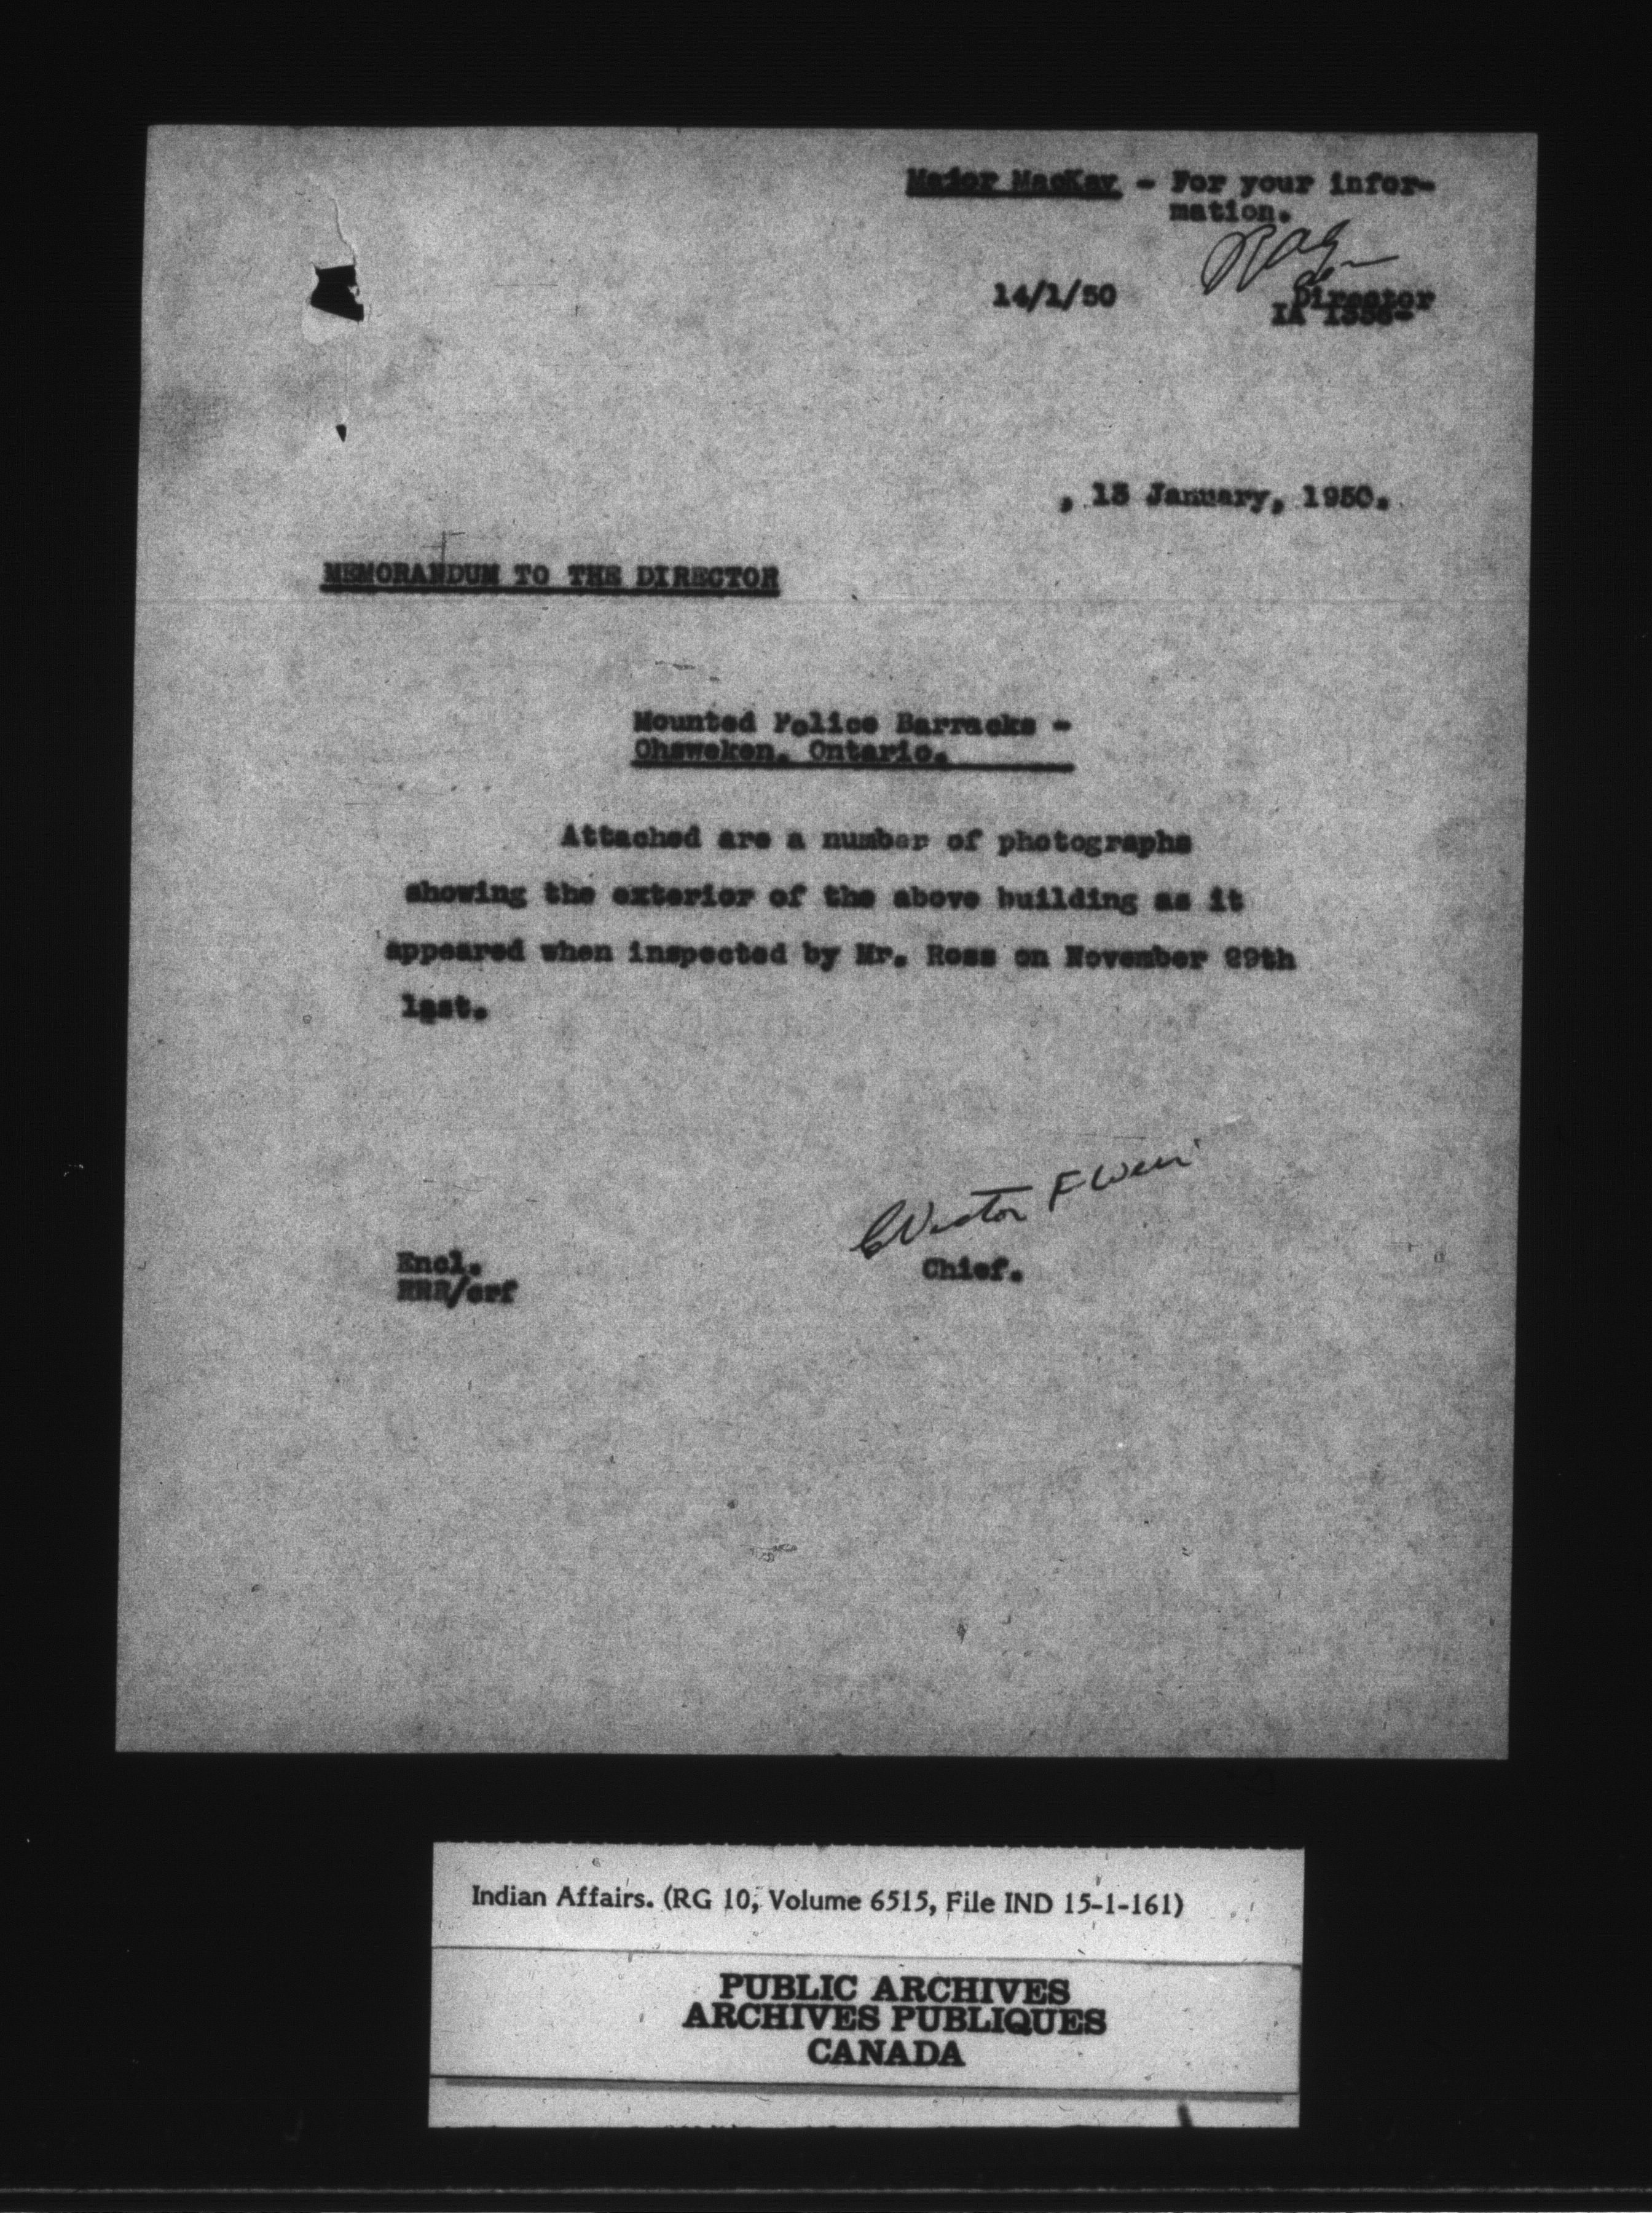 Major MacKay - For your infor-
mation.
14/1/50
Director
IA
, 13 January, 1950.
MEMORANDUM TO THE DIRECTOR
Mounted Police Barracks -
Ohsweken, Ontario.
Attached are a number of photographs
showing the exterior of the above building as it
appeared when inspected by Mr. Ross on November 29th
last.
Chief.
Encl.
/crf
Indian Affairs. (RG 10, Volume 6515, File IND 15-1-161)
PUBLIC ARCHIVES
ARCHIVES PUBLIQUES
CANADA